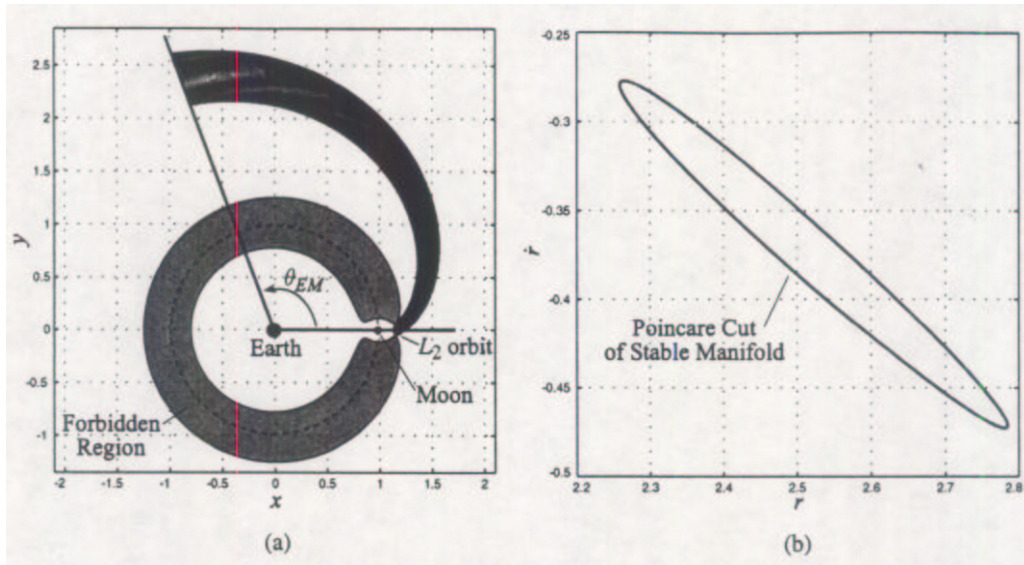 2.5
2
1.5
1
0.5
0
-0.5
-1
y
θEM
Earth
L2 orbit
Moon
Forbidden
Region
-2 -1.5 -1 -0.5 0 0.5 1 1.5 2
x
(a)
-0.25
-0.3
-0.35
-0.4
-0.45
-0.5
ṙ
Poincare Cut
of Stable Manifold
2.2 2.3 2.4 2.5 2.6 2.7 2.8
r
(b)